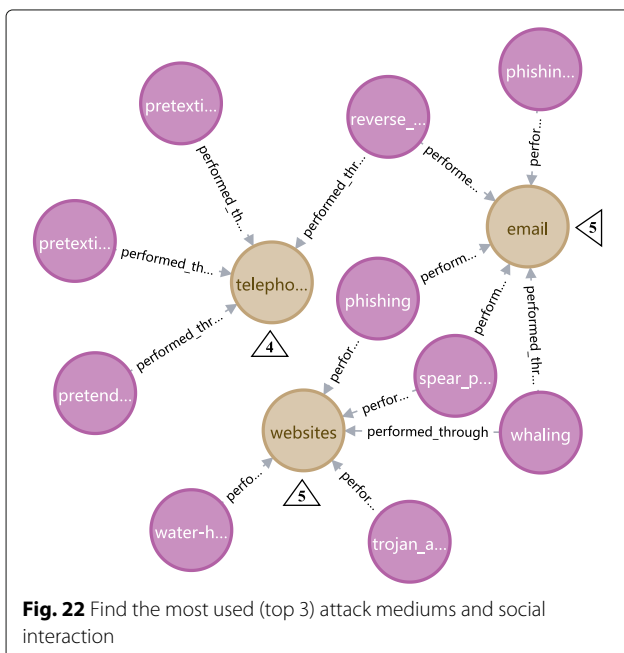 phishin...
pretexti...
reverse_...
perfor...
performed_th...
performed_thr...
performe...
pretexti...
performed_th...
email
5
telepho...
perform...
phishing
4
performed_thr...
perform...
performed_thr...
pretend...
perfor...
spear_p...
perfor...
websites
performed_through
whaling
5
perfo...
perfor...
water-h...
trojan_a...
Fig. 22 Find the most used (top 3) attack mediums and social
interaction